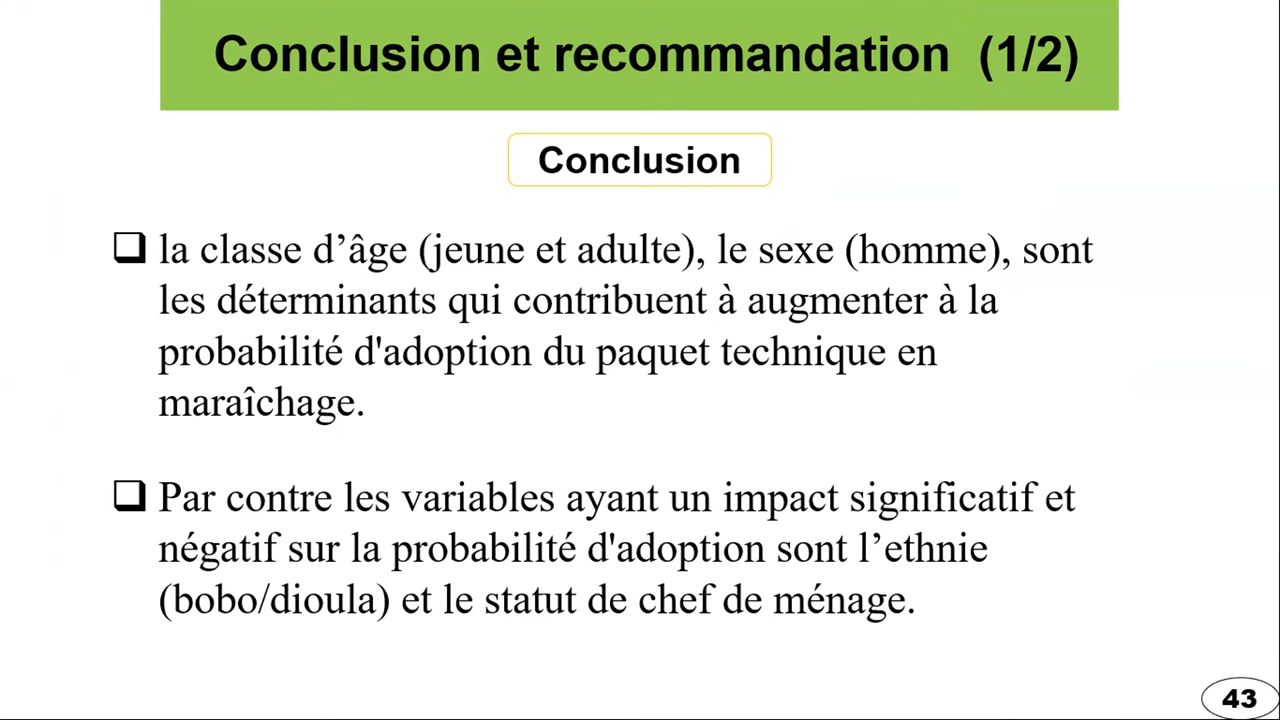 Conclusion et recommandation (1/2)
Conclusion
la classe d’âge (jeune et adulte), le sexe (homme), sont
les déterminants qui contribuent à augmenter à la
probabilité d'adoption du paquet technique en
maraîchage.
Par contre les variables ayant un impact significatif et
négatif sur la probabilité d'adoption sont l’ethnie
(bobo/dioula) et le statut de chef de ménage.
43